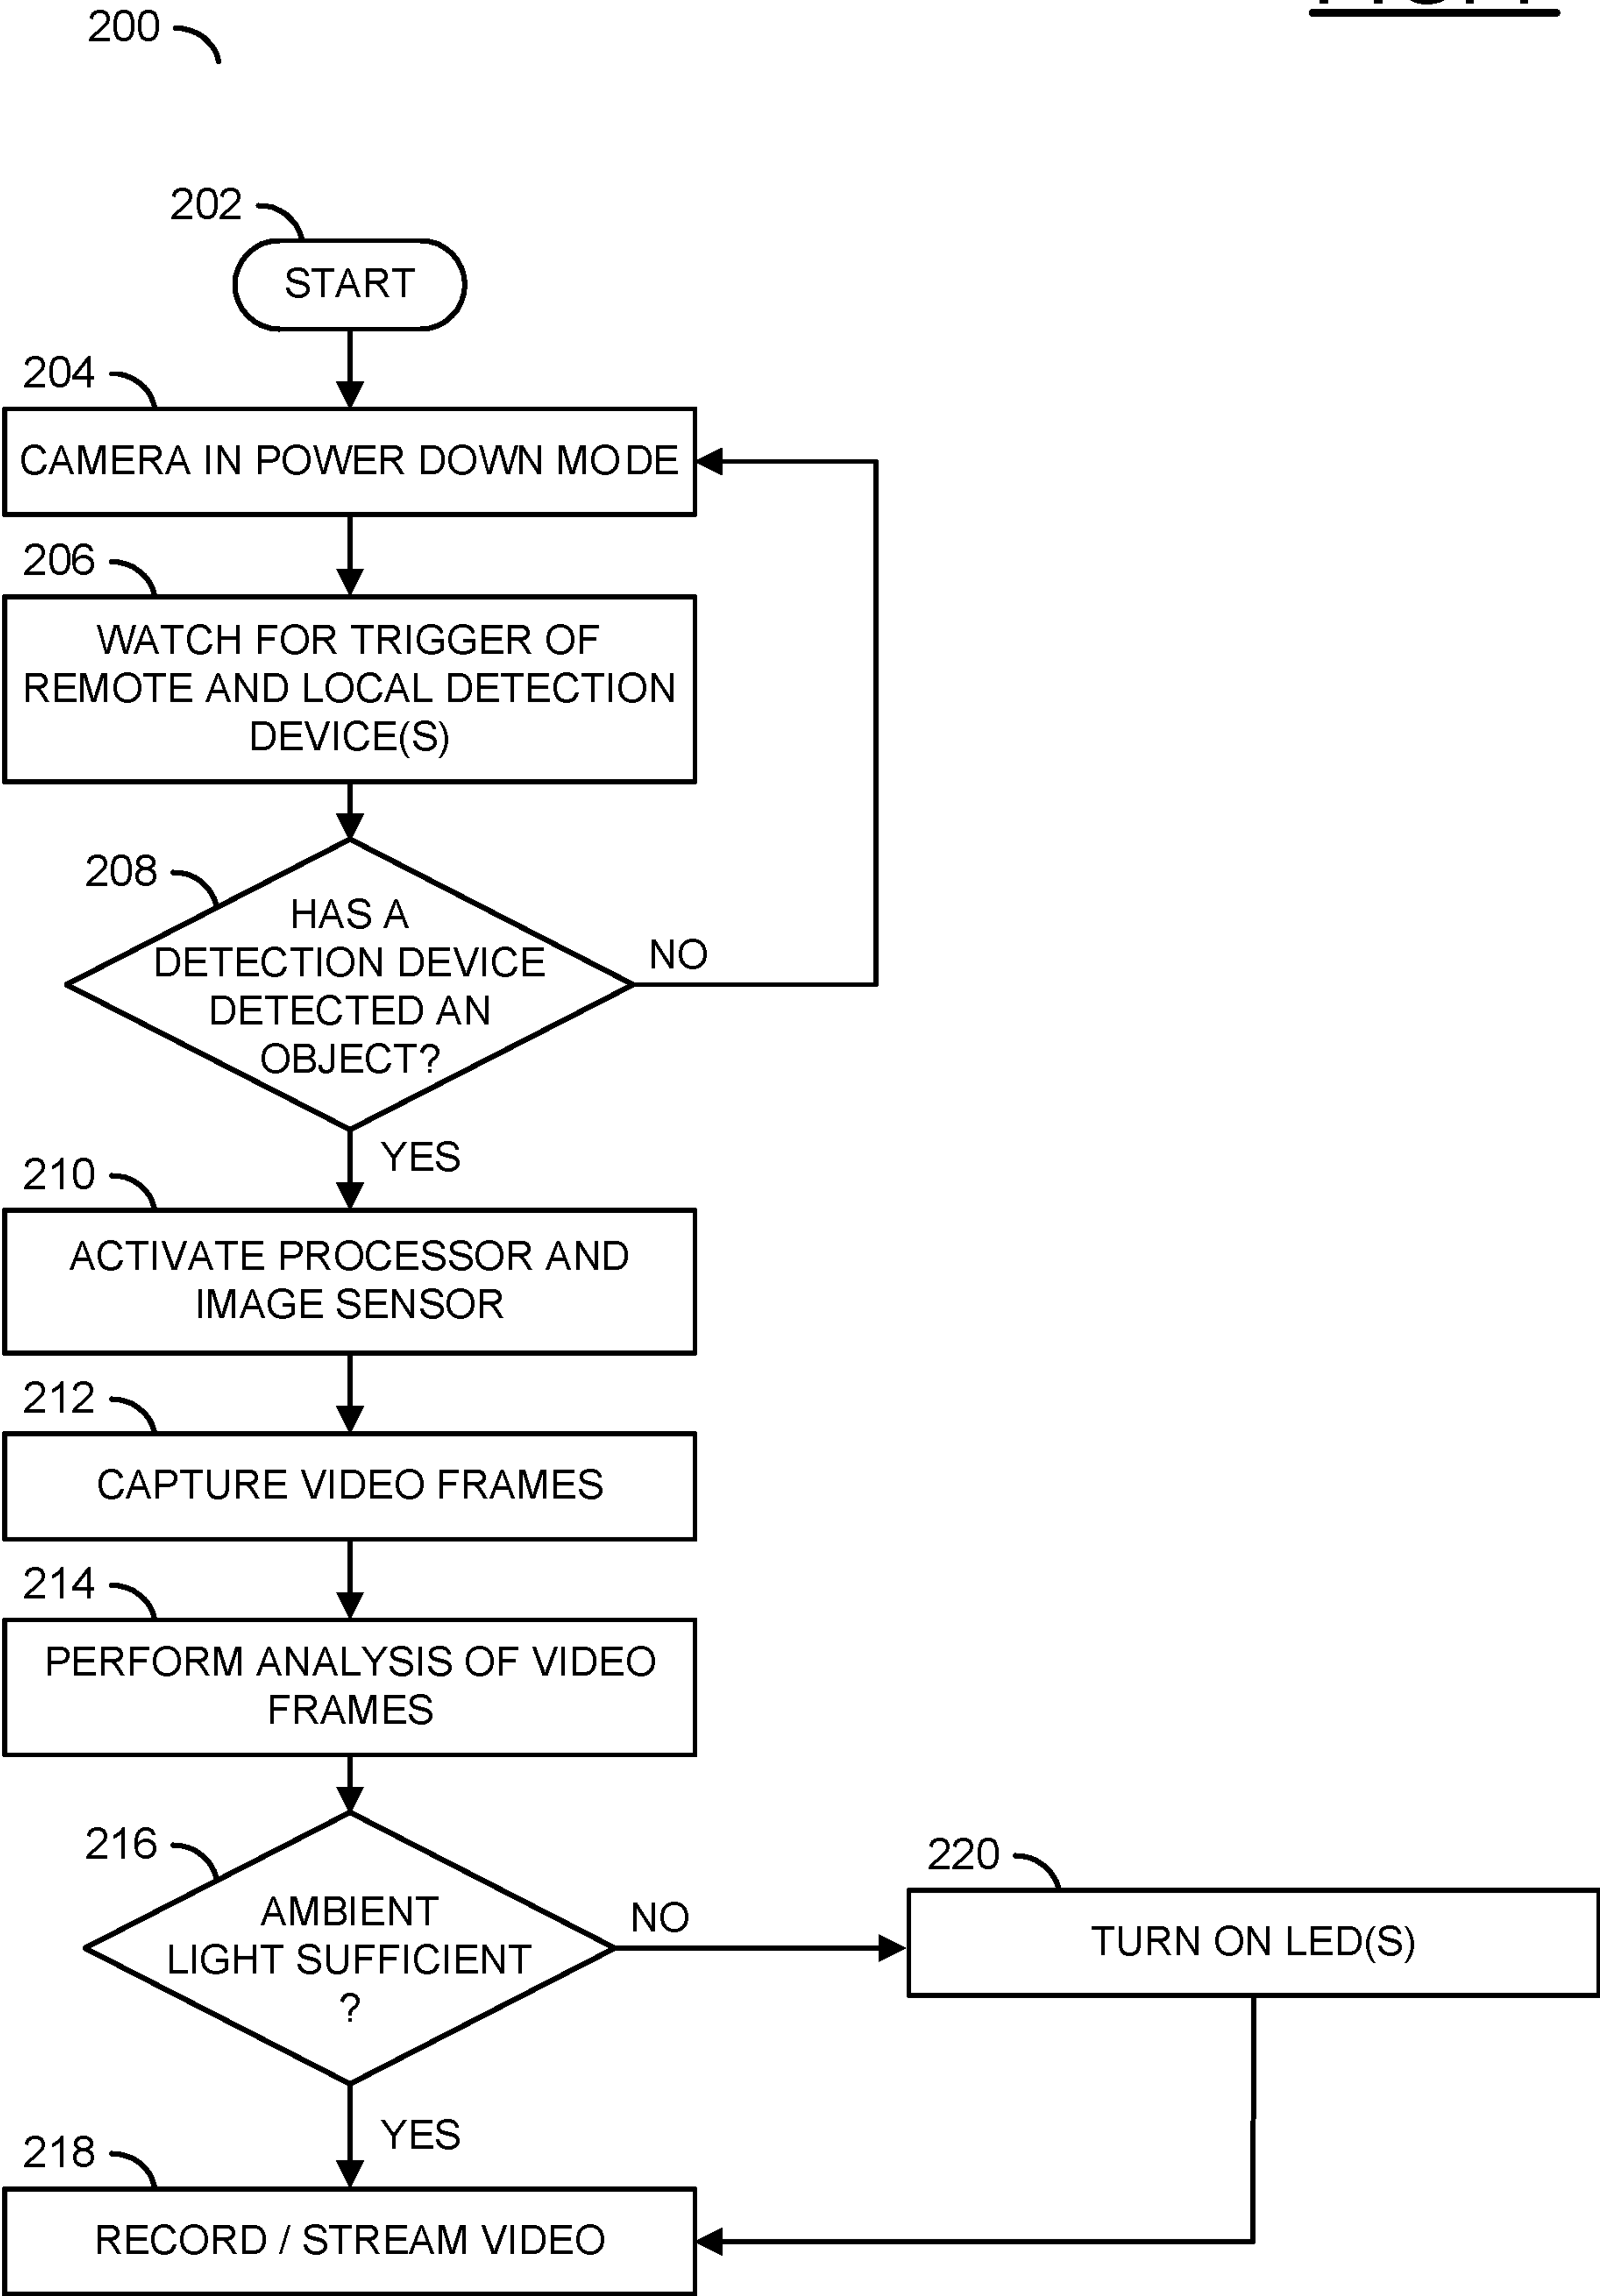 200
202
START
204
CAMERA IN POWER DOWN MODE
206
WATCH FOR TRIGGER OF
REMOTE AND LOCAL DETECTION
DEVICE(S)
208
HAS A
DETECTION DEVICE
DETECTED AN
OBJECT?
NO
YES
210
ACTIVATE PROCESSOR AND
IMAGE SENSOR
212
CAPTURE VIDEO FRAMES
214
PERFORM ANALYSIS OF VIDEO
FRAMES
216
AMBIENT
LIGHT SUFFICIENT
?
NO
220
TURN ON LED(S)
YES
218
RECORD / STREAM VIDEO